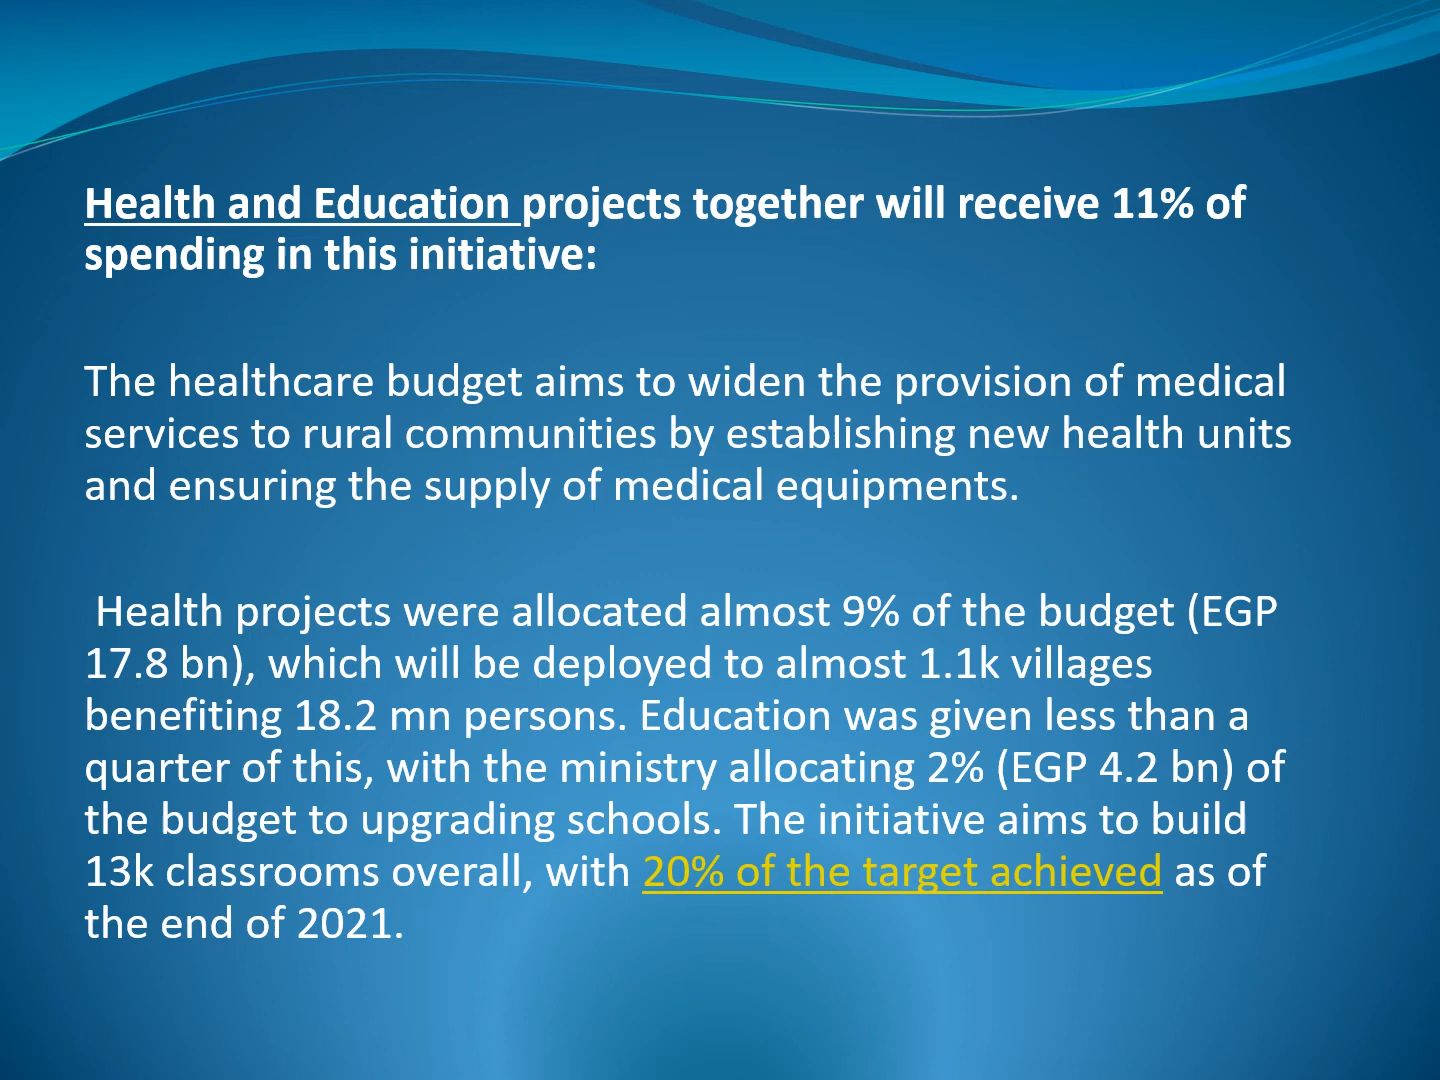 Health and Education projects together will receive 11% of
spending in this initiative:
The healthcare budget aims to widen the provision of medical
services to rural communities by establishing new health units
and ensuring the supply of medical equipments.
Health projects were allocated almost 9% of the budget (EGP
17.8 bn), which will be deployed to almost 1.1k villages
benefiting 18.2 mn persons. Education was given less than a
quarter of this, with the ministry allocating 2% (EGP 4.2 bn) of
the budget to upgrading schools. The initiative aims to build
13k classrooms overall, with 20% of the target achieved as of
the end of 2021.